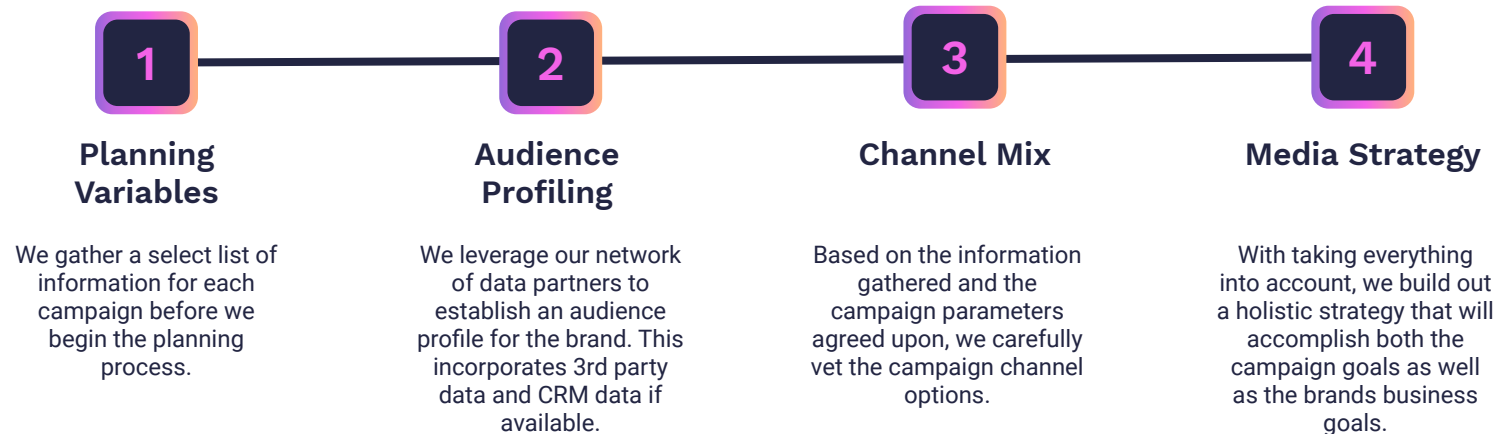 1
Planning
Variables
We gather a select list of
information for each
campaign before we
begin the planning
process.
2
Audience
Profiling
We leverage our network
of data partners to
establish an audience
profile for the brand. This
incorporates 3rd party
data and CRM data if
available.
3
Channel Mix
Based on the information
gathered and the
campaign parameters
agreed upon, we carefully
vet the campaign channel
options.
4
Media Strategy
With taking everything
into account, we build out
a holistic strategy that will
accomplish both the
campaign goals as well
as the brands business
goals.